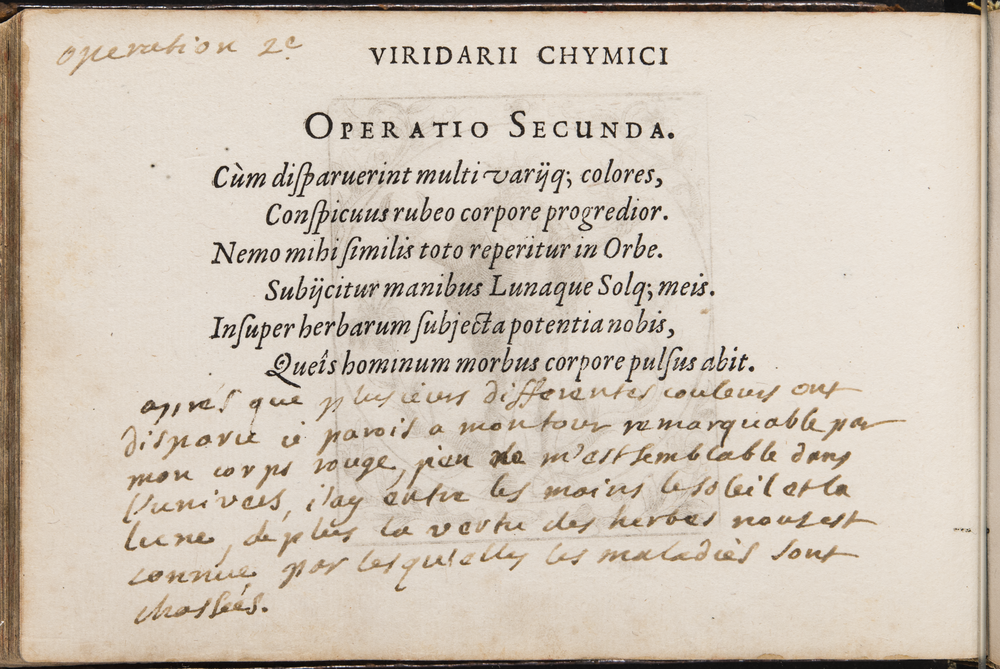 operation 2e
VIRIDARII CHYMICI
OPERATIO SECUNDA.
Cùm diſparuerint multi varijq; colores,
Conſpicuus rubeo corpore progredior.
Nemo mihi ſimilis toto reperitur in Orbe.
Subijcitur manibus Lunaque Solq; meis.
Inſuper herbarum ſubjecta potentia nobis,
Queîs hominum morbus corpore pulſus abit.
apprés que plusieurs differentes couleurs ont
disparu ie parois a mon tour remarquable par
mon corps rouge, rien ne m'est semblable dans
l'univers, i'ay entre les mains le soleil et la
lune, de plus la vertu des herbes nous est
connue par lesquelles les maladies sont
chassées.